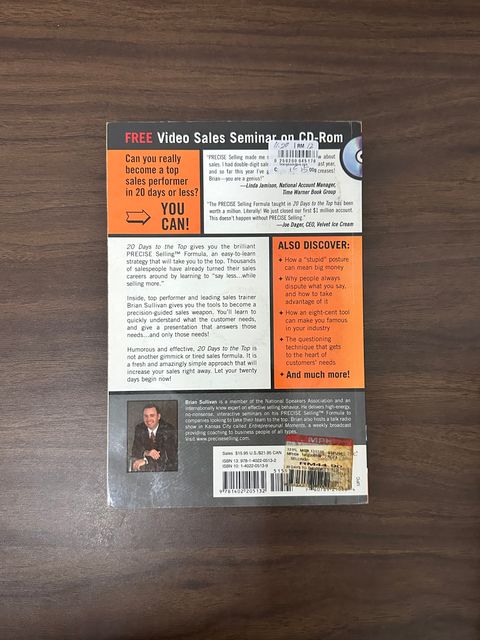 FREE Video Sales Seminar on CD-Rom
Can you really
become a top
sales performer
in 20 days or less?
YOU
CAN!
"PRECISE Selling made me about
sales. I had double-digit last year,
and so far this year I've creases!
Brian—you are a genius!"
—Linda Jamison, National Account Manager,
Time Warner Book Group
"The PRECISE Selling Formula taught in 20 Days to the Top has been
worth a million. Literally! We just closed our first $1 million account.
This doesn't happen without PRECISE Selling."
—Joe Dager, CEO, Velvet Ice Cream
RM
20 Days to the Top gives you the brilliant
PRECISE Selling™ Formula, an easy-to-learn
strategy that will take you to the top. Thousands
of salespeople have already turned their sales
careers around by learning to "say less...while
selling more."
Inside, top performer and leading sales trainer
Brian Sullivan gives you the tools to become a
precision-guided sales weapon. You'll learn to
quickly understand what the customer needs,
and give a presentation that answers those
needs...and only those needs!
Humorous and effective, 20 Days to the Top is
not another gimmick or tired sales formula. It is
a fresh and amazingly simple approach that will
increase your sales right away. Let your twenty
days begin now!
ALSO DISCOVER:
How a "stupid" posture
can mean big money
Why people always
dispute what you say,
and how to take
advantage of it
How an eight-cent tool
can make you famous
in your industry
The questioning
technique that gets
to the heart of
customers' needs
And much more!
Brian Sullivan is a member of the National Speakers Association and an
internationally know expert on effective selling behavior. He delivers high-energy,
no-nonsense, interactive seminars on his PRECISE Selling™ Formula to
companies looking to take their team to the top. Brian also hosts a talk radio
show in Kansas City called Entrepreneurial Moments, a weekly broadcast
providing coaching to business people of all types.
Visit www.preciseselling.com.
Sales $15.95 U.S./$21.95 CAN
ISBN 13: 978-1-4022-0513-2
ISBN 10: 1-4022-0513-9
9 781402 205132
MPH
UPC